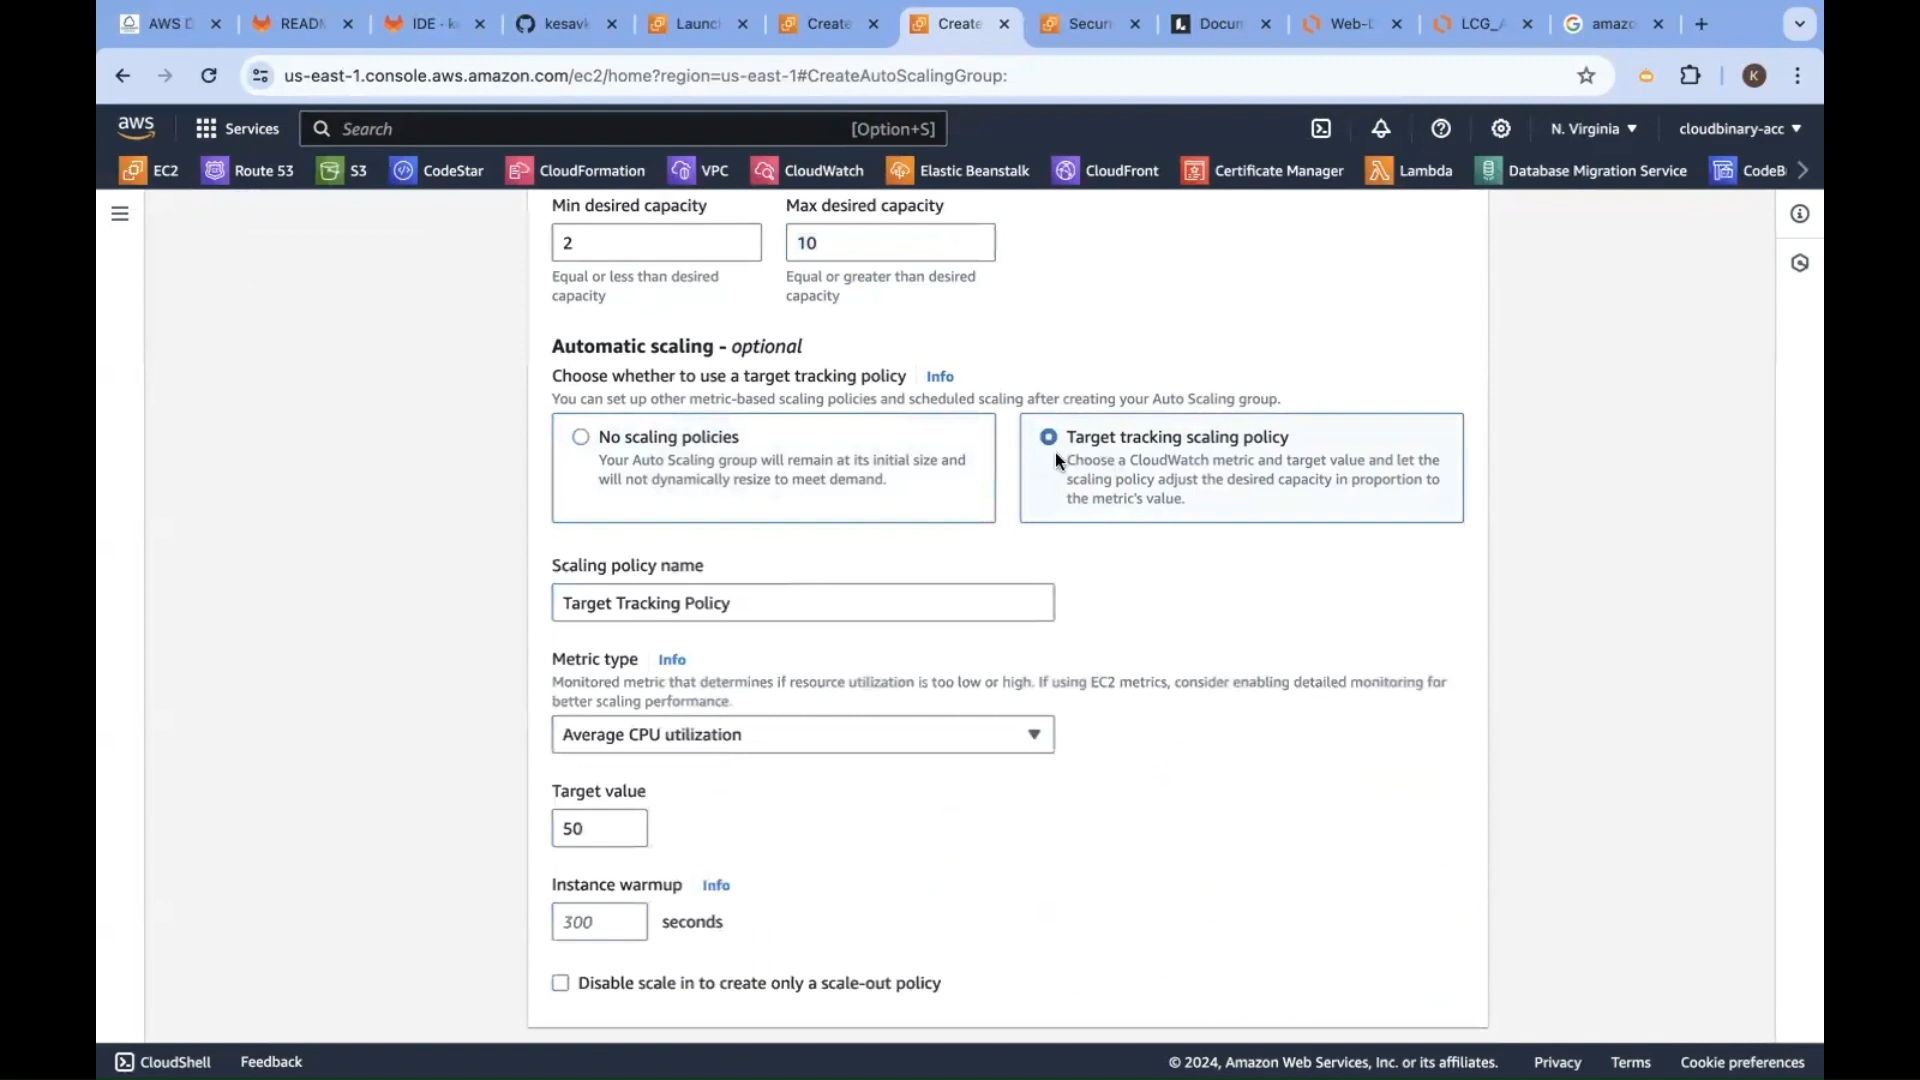 AWS D
READM
IDE - k
kesavk
Launc
Create
Create
Secur
Docum
Web-D
LCG_A
amazo
us-east-1.console.aws.amazon.com/ec2/home?region=us-east-1#CreateAutoScalingGroup:
K
aws
Services
Search
[Option+S]
N. Virginia
cloudbinary-acc
EC2
Route 53
S3
CodeStar
CloudFormation
VPC
CloudWatch
Elastic Beanstalk
CloudFront
Certificate Manager
Lambda
Database Migration Service
CodeB
Min desired capacity
Max desired capacity
2
10
Equal or less than desired
capacity
Equal or greater than desired
capacity
Automatic scaling - optional
Choose whether to use a target tracking policy Info
You can set up other metric-based scaling policies and scheduled scaling after creating your Auto Scaling group.
No scaling policies
Your Auto Scaling group will remain at its initial size and
will not dynamically resize to meet demand.
Target tracking scaling policy
Choose a CloudWatch metric and target value and let the
scaling policy adjust the desired capacity in proportion to
the metric's value.
Scaling policy name
Target Tracking Policy
Metric type Info
Monitored metric that determines if resource utilization is too low or high. If using EC2 metrics, consider enabling detailed monitoring for
better scaling performance.
Average CPU utilization
Target value
50
Instance warmup Info
300 seconds
Disable scale in to create only a scale-out policy
CloudShell
Feedback
© 2024, Amazon Web Services, Inc. or its affiliates.
Privacy
Terms
Cookie preferences